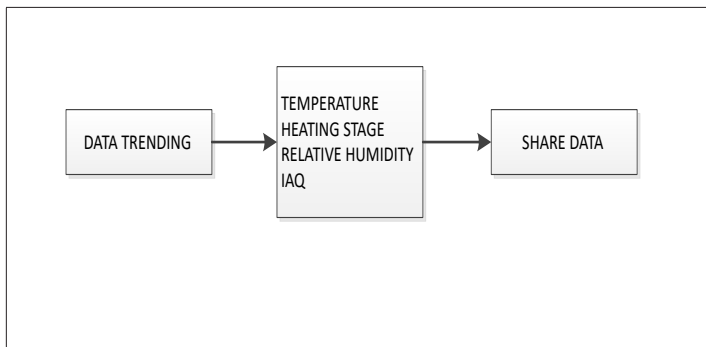 DATA TRENDING
TEMPERATURE
HEATING STAGE
RELATIVE HUMIDITY
IAQ
SHARE DATA